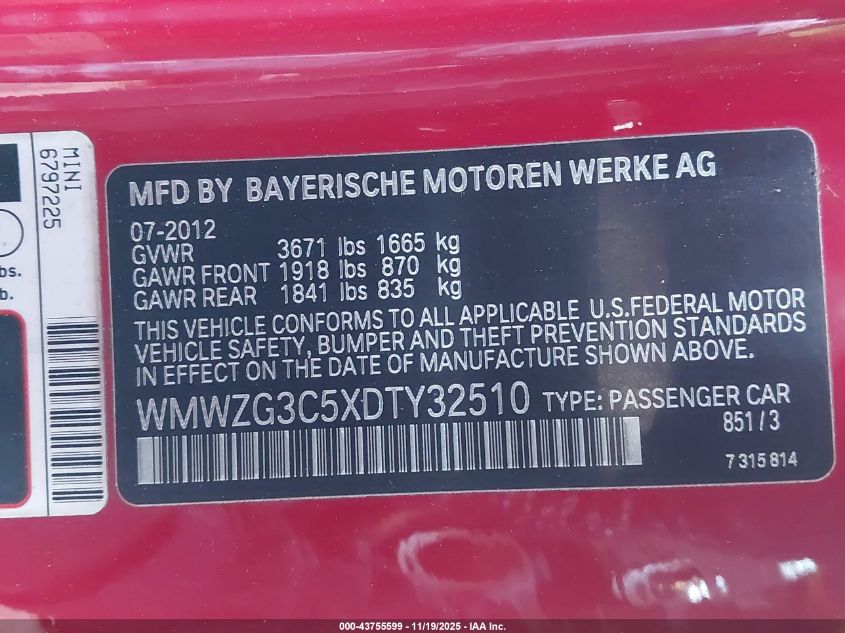 MINI
6797225
bs.
b.
MFD BY BAYERISCHE MOTOREN WERKE AG
07-2012
GVWR 3671 lbs 1665 kg
GAWR FRONT 1918 lbs 870 kg
GAWR REAR 1841 lbs 835 kg
THIS VEHICLE CONFORMS TO ALL APPLICABLE U.S.FEDERAL MOTOR
VEHICLE SAFETY, BUMPER AND THEFT PREVENTION STANDARDS
IN EFFECT ON THE DATE OF MANUFACTURE SHOWN ABOVE.
WMWZG3C5XDTY32510 TYPE: PASSENGER CAR
851/3
7 315 814
000-43755599 - 11/19/2025 - IAA Inc.